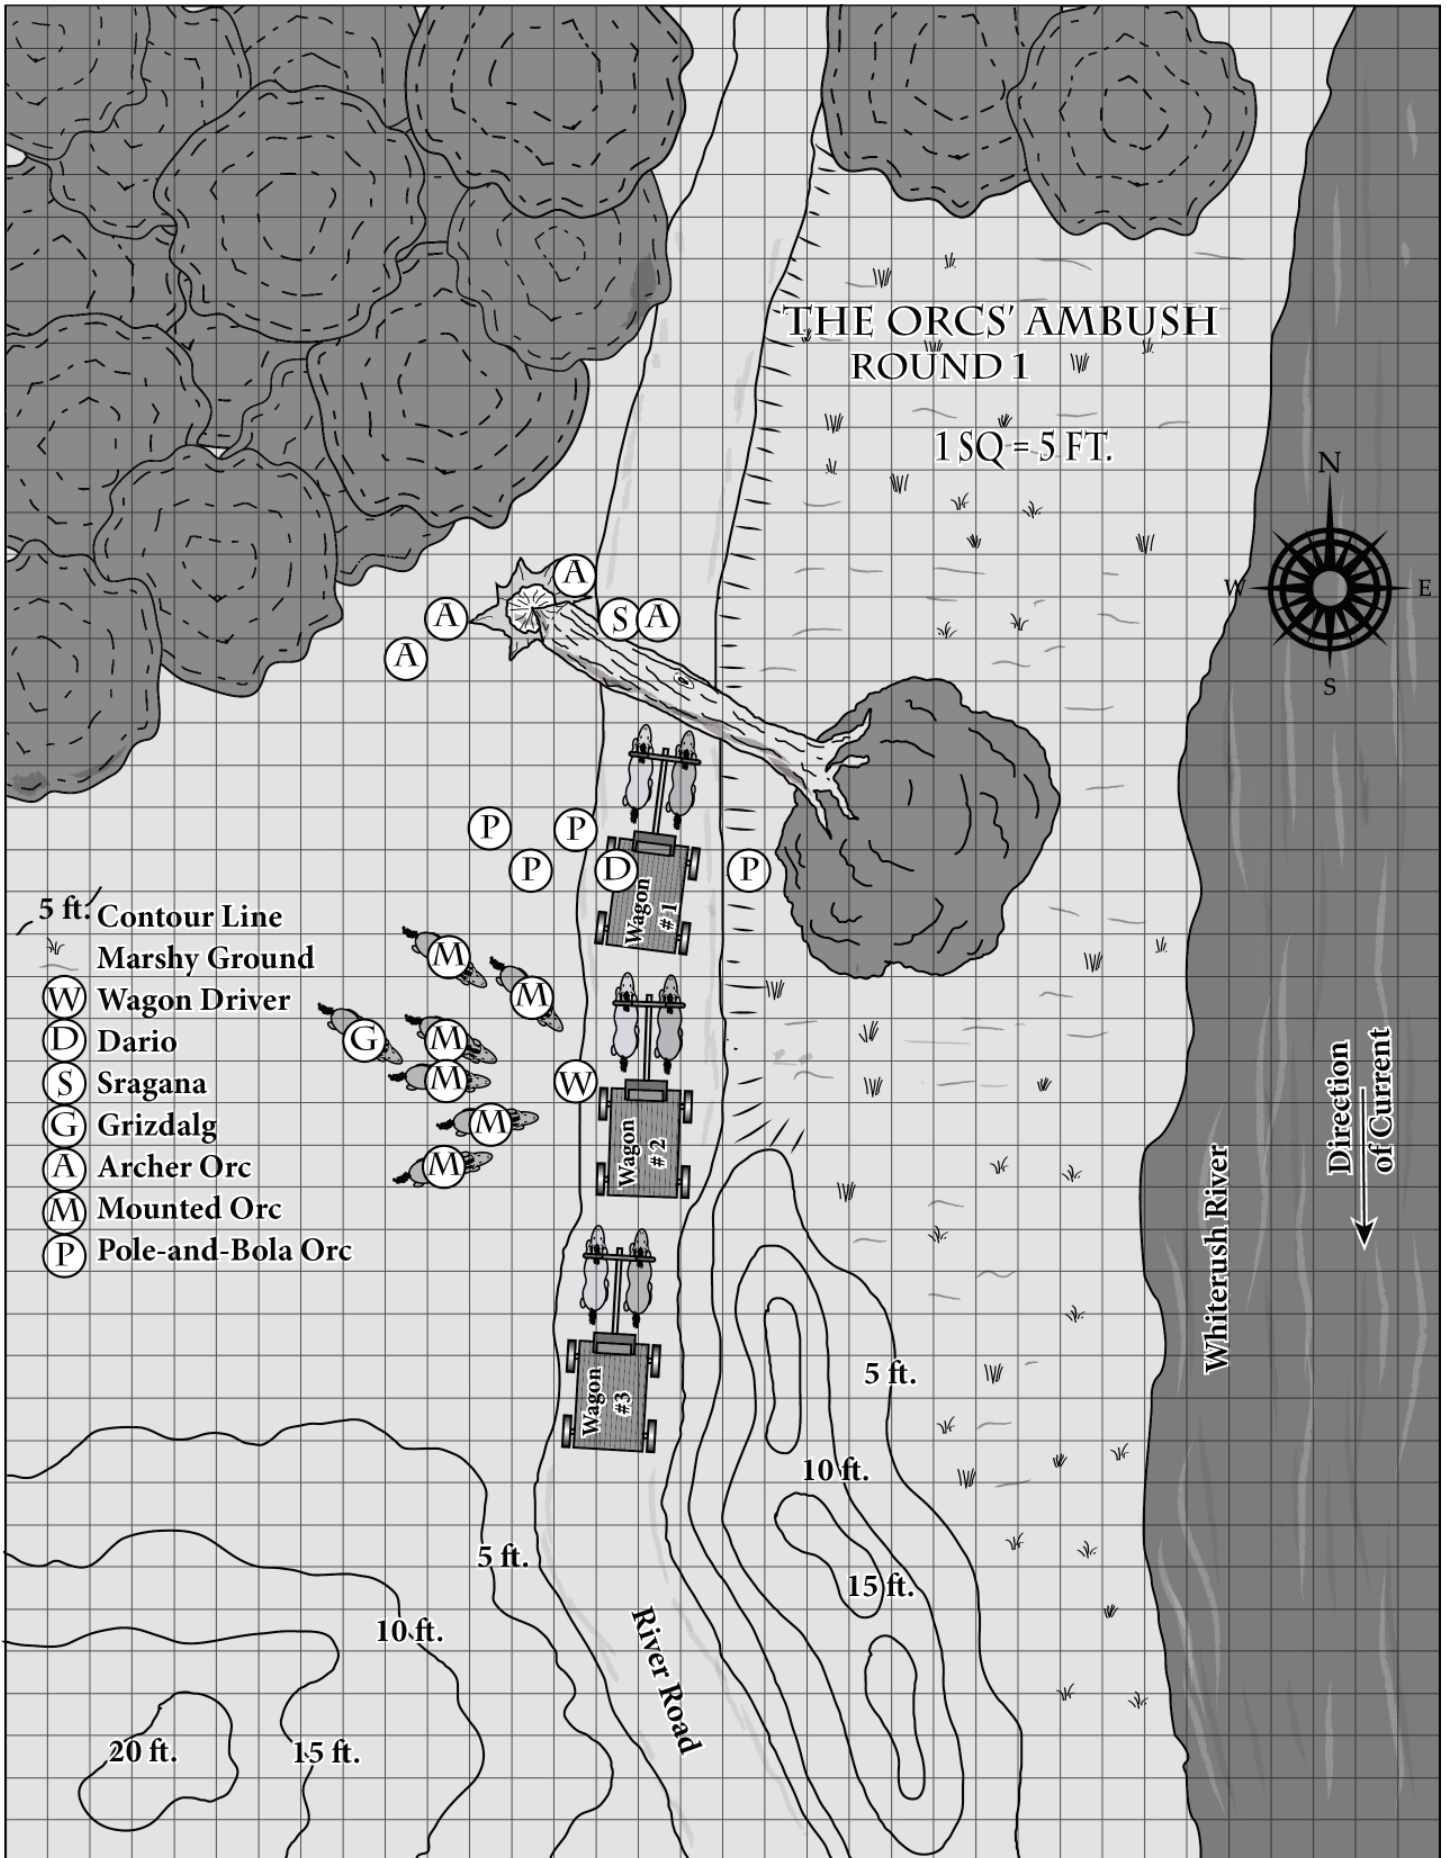 THE ORCS' AMBUSH
ROUND 1
1 SQ = 5 FT.
N
W
E
S
A
A
S
A
A
P
P
P
D
P
Wagon
#1
M
M
G
M
M
W
M
M
Wagon
#2
Wagon
#3
5 ft. Contour Line
Marshy Ground
W Wagon Driver
D Dario
S Sragana
G Grizdalg
A Archer Orc
M Mounted Orc
P Pole-and-Bola Orc
Direction
of Current
Whiterush River
5 ft.
10 ft.
15 ft.
5 ft.
10 ft.
15 ft.
20 ft.
River Road